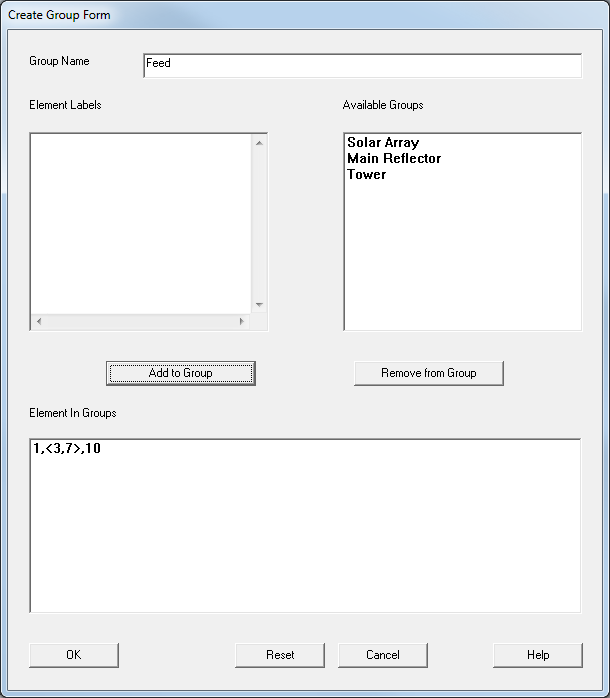 Create Group Form
Group Name
Feed
Element Labels
Available Groups
Solar Array
Main Reflector
Tower
Add to Group
Remove from Group
Element In Groups
1,<3,7>,10
OK
Reset
Cancel
Help